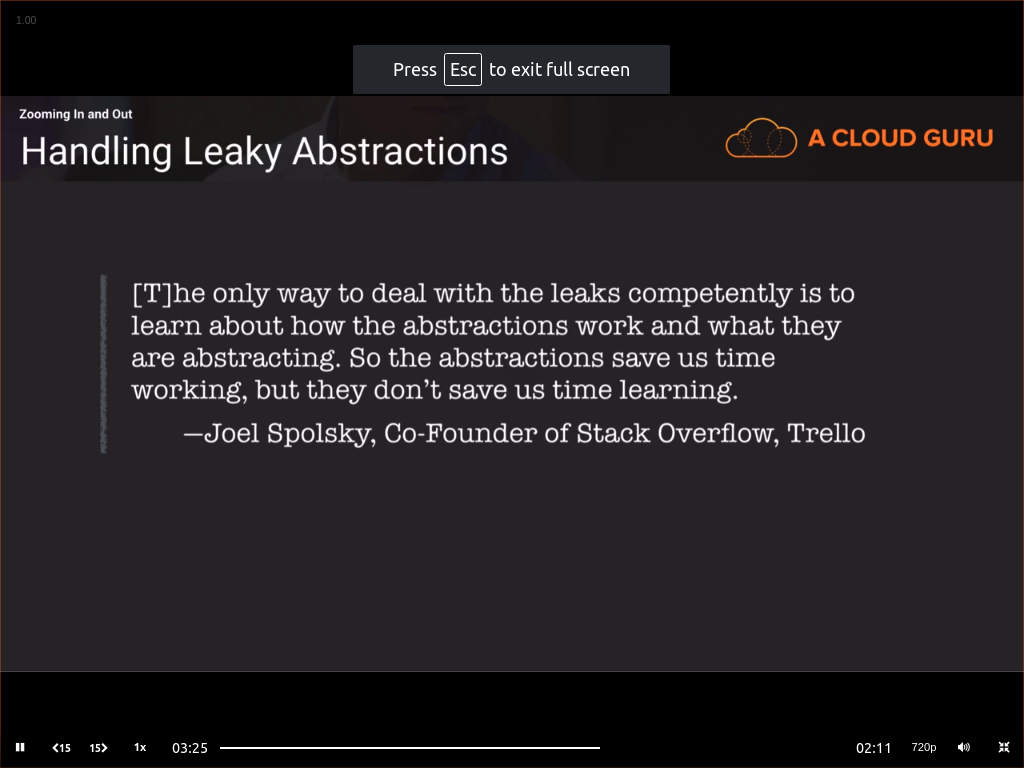 1.00
Press Esc to exit full screen
Zooming In and Out
Handling Leaky Abstractions
A CLOUD GURU
[T]he only way to deal with the leaks competently is to
learn about how the abstractions work and what they
are abstracting. So the abstractions save us time
working, but they don’t save us time learning.
—Joel Spolsky, Co-Founder of Stack Overflow, Trello
15 15 1x 03:25 02:11 720p